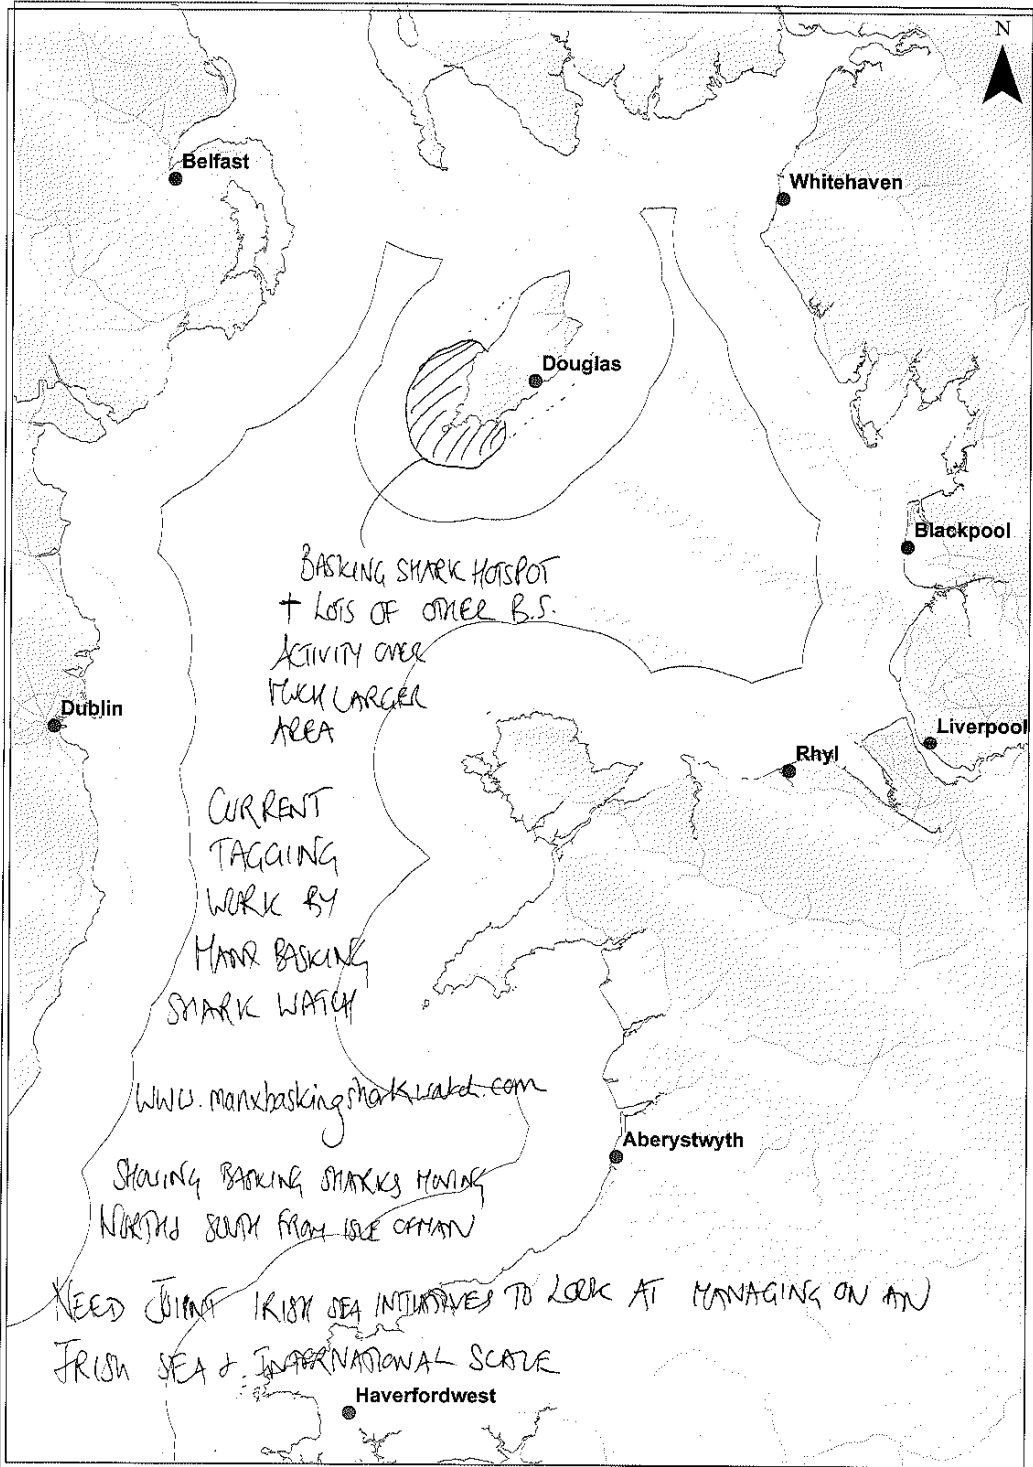 N
Belfast
Whitehaven
Douglas
BASKING SHARK HOTSPOT
+ LOTS OF OTHER B.S.
ACTIVITY OVER
MUCH LARGER
AREA
Blackpool
Dublin
Liverpool
Rhyl
CURRENT
TAGGING
WORK BY
MANX BASKING
SHARK WATCH
www.manxbaskingsharkwatch.com
Aberystwyth
SHOWING BASKING SHARKS MOVING
NORTH & SOUTH FROM ISLE OF MAN
NEED JOINT IRISH SEA INITIATIVES TO LOOK AT MANAGING ON AN
IRISH SEA & INTERNATIONAL SCALE
Haverfordwest